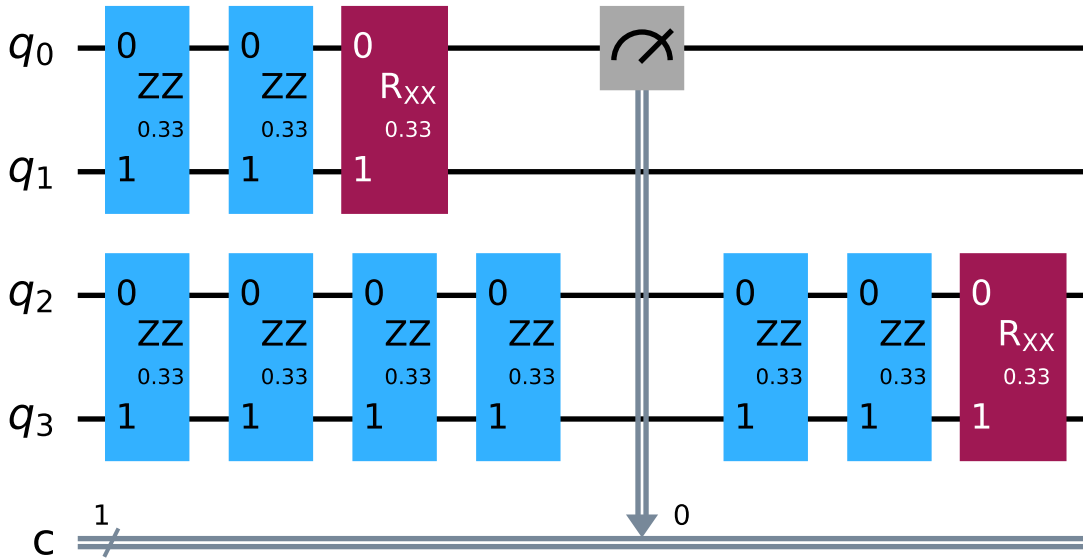 q0 0 0 0
ZZ ZZ RXX
0.33 0.33 0.33
q1 1 1 1
q2 0 0 0 0 0 0 0
ZZ ZZ ZZ ZZ ZZ ZZ RXX
0.33 0.33 0.33 0.33 0.33 0.33 0.33
q3 1 1 1 1 1 1 1
1 0
c